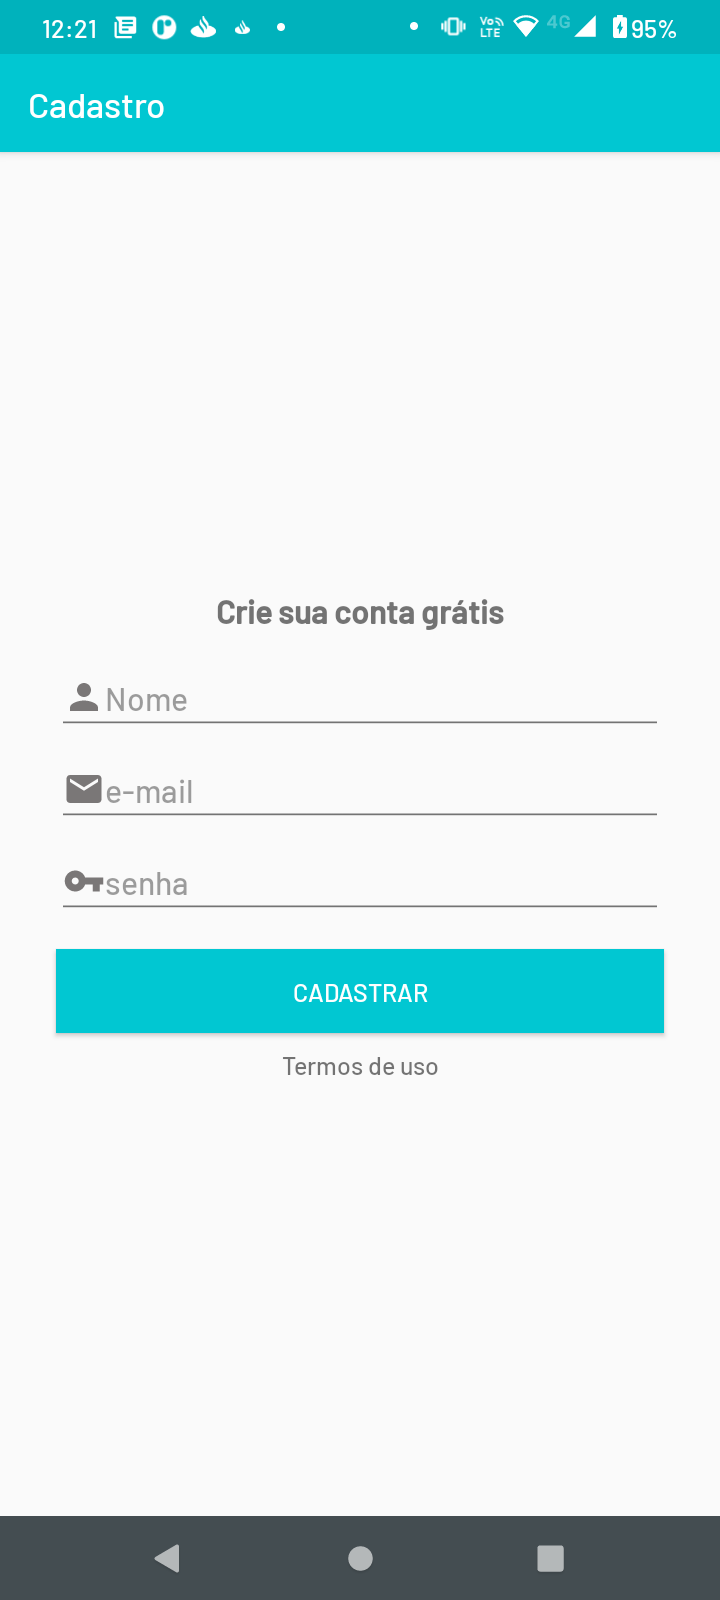 12:21
Vo LTE
4G
95%
Cadastro
Crie sua conta grátis
Nome
e-mail
senha
CADASTRAR
Termos de uso